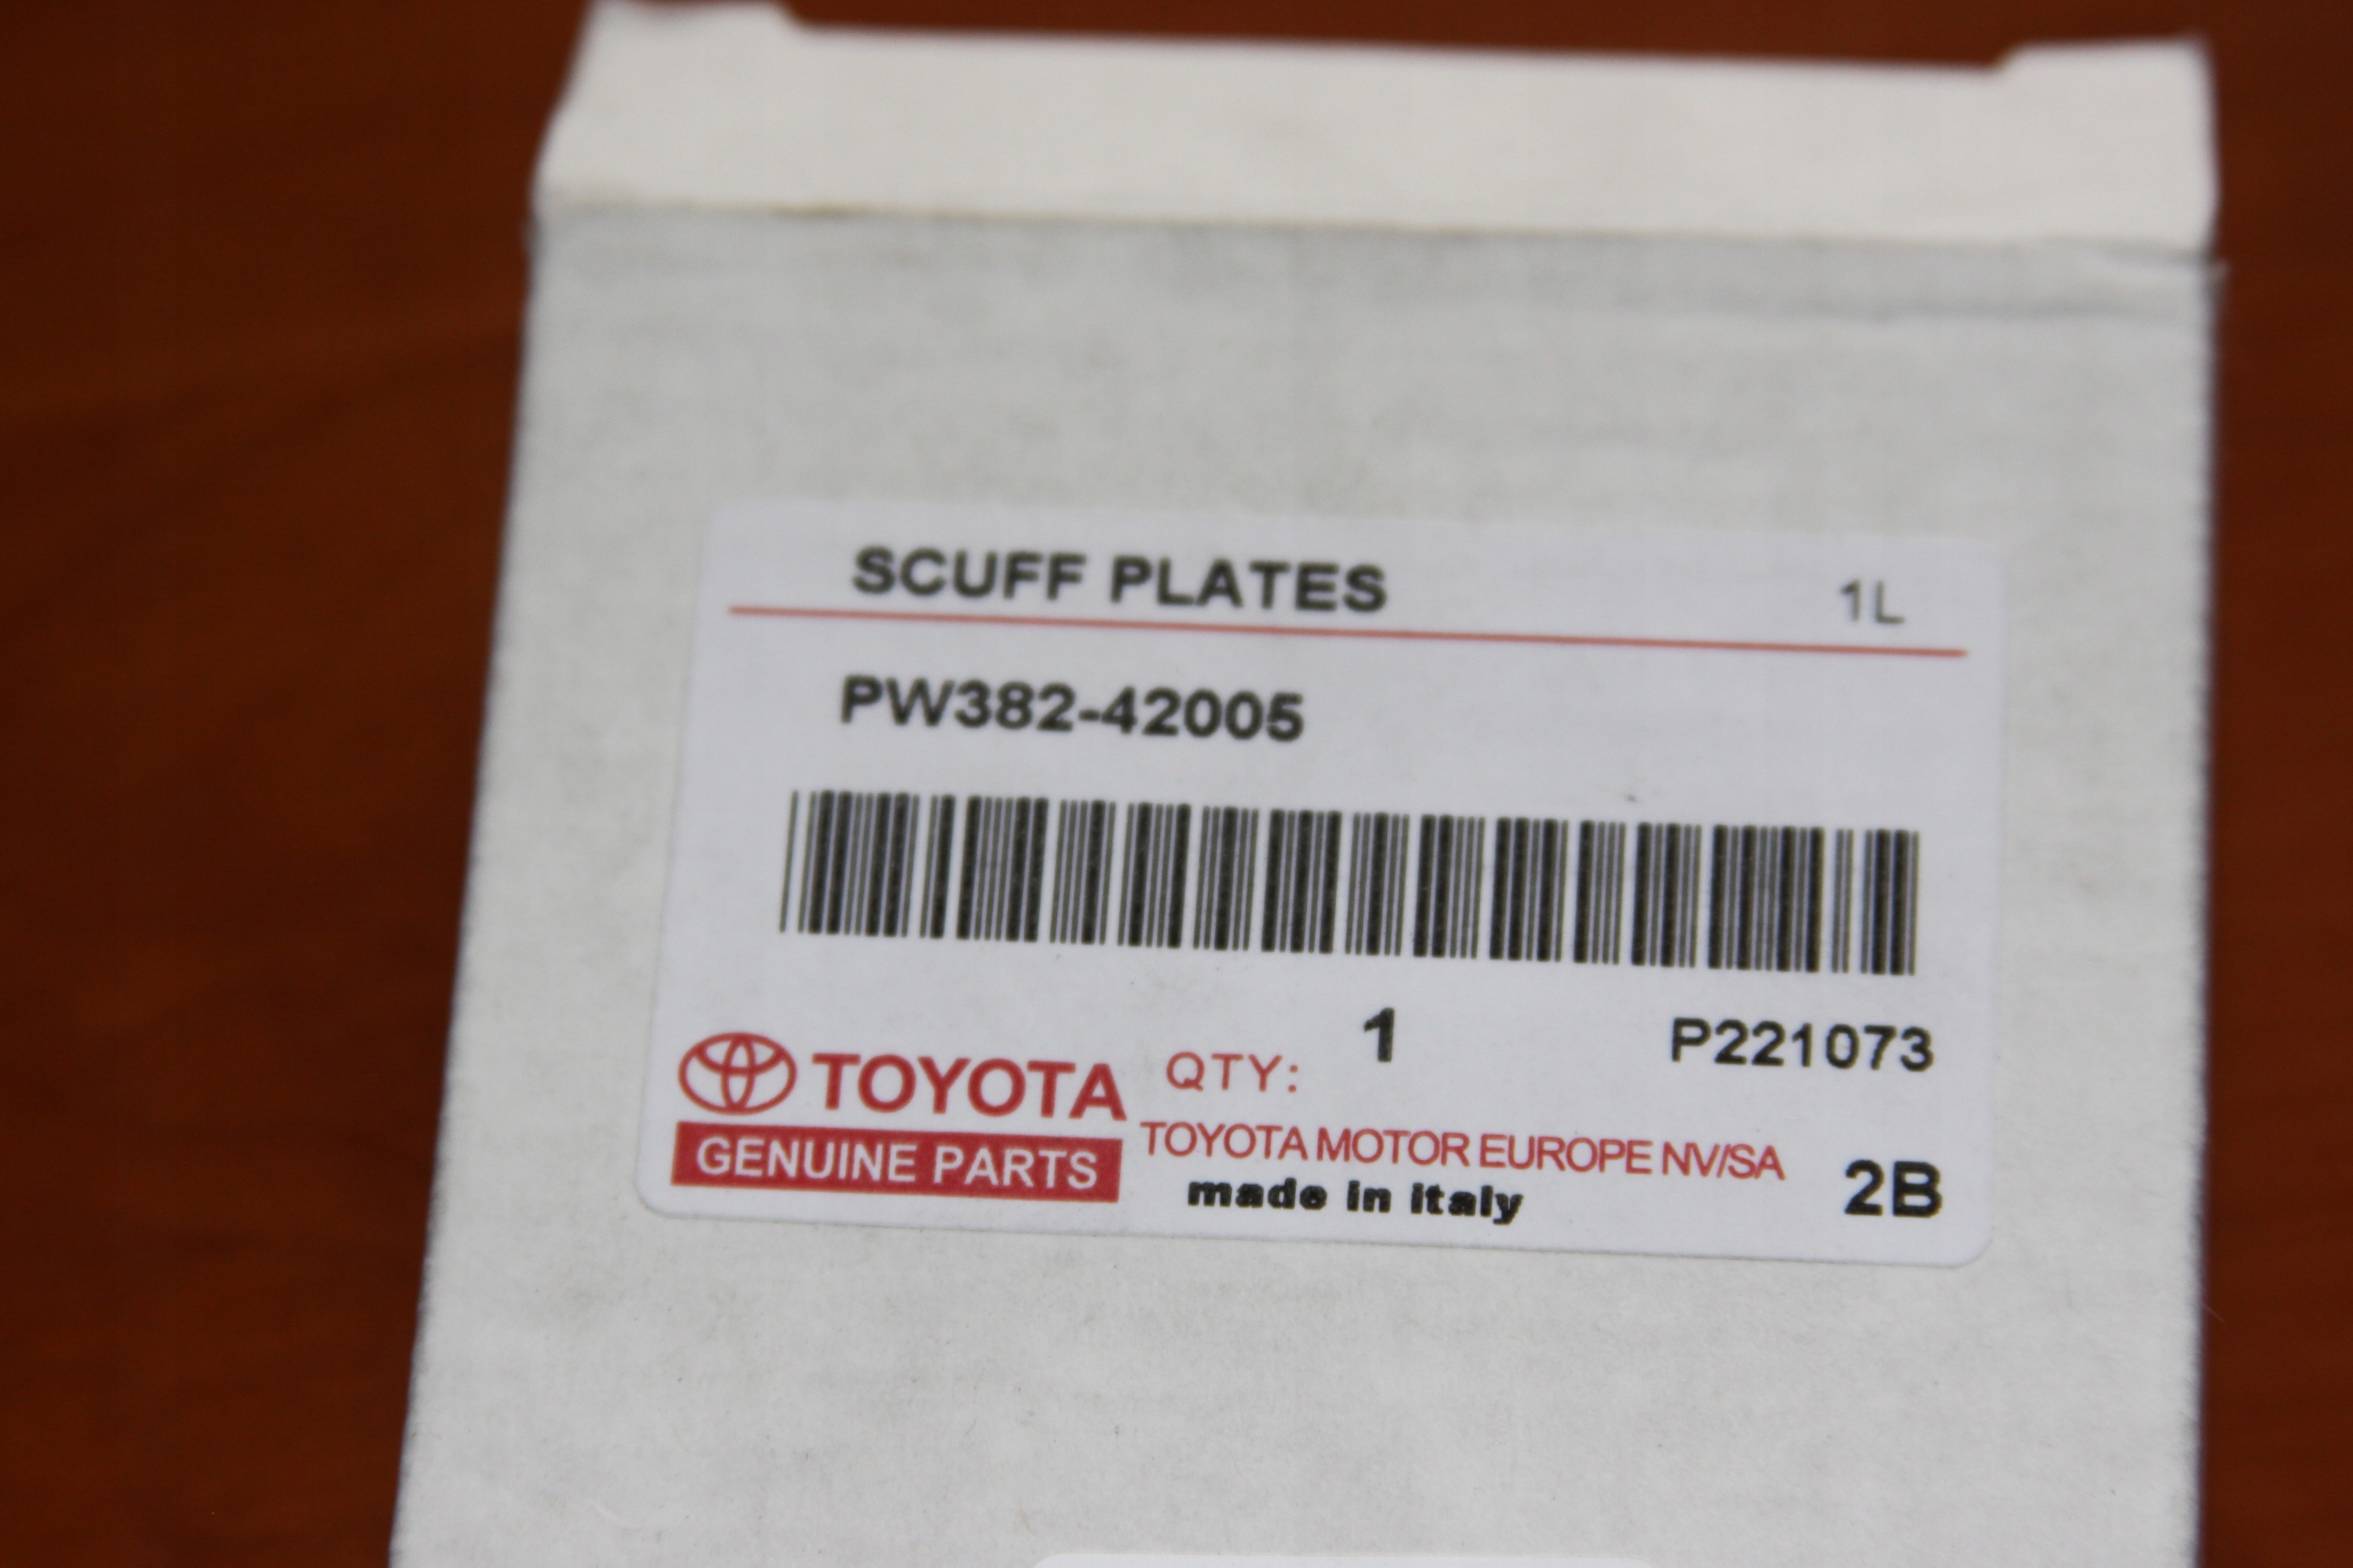 SCUFF PLATES 1L
PW382-42005
QTY: 1 P221073
TOYOTA
GENUINE PARTS
TOYOTA MOTOR EUROPE NV/SA
made in italy 2B